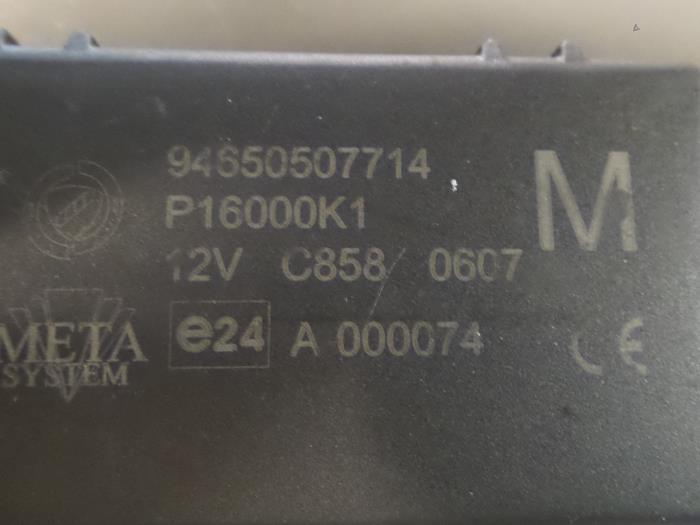 94650507714
P16000K1
M
12V C858 0607
META
SYSTEM
e24
A 000074
CE